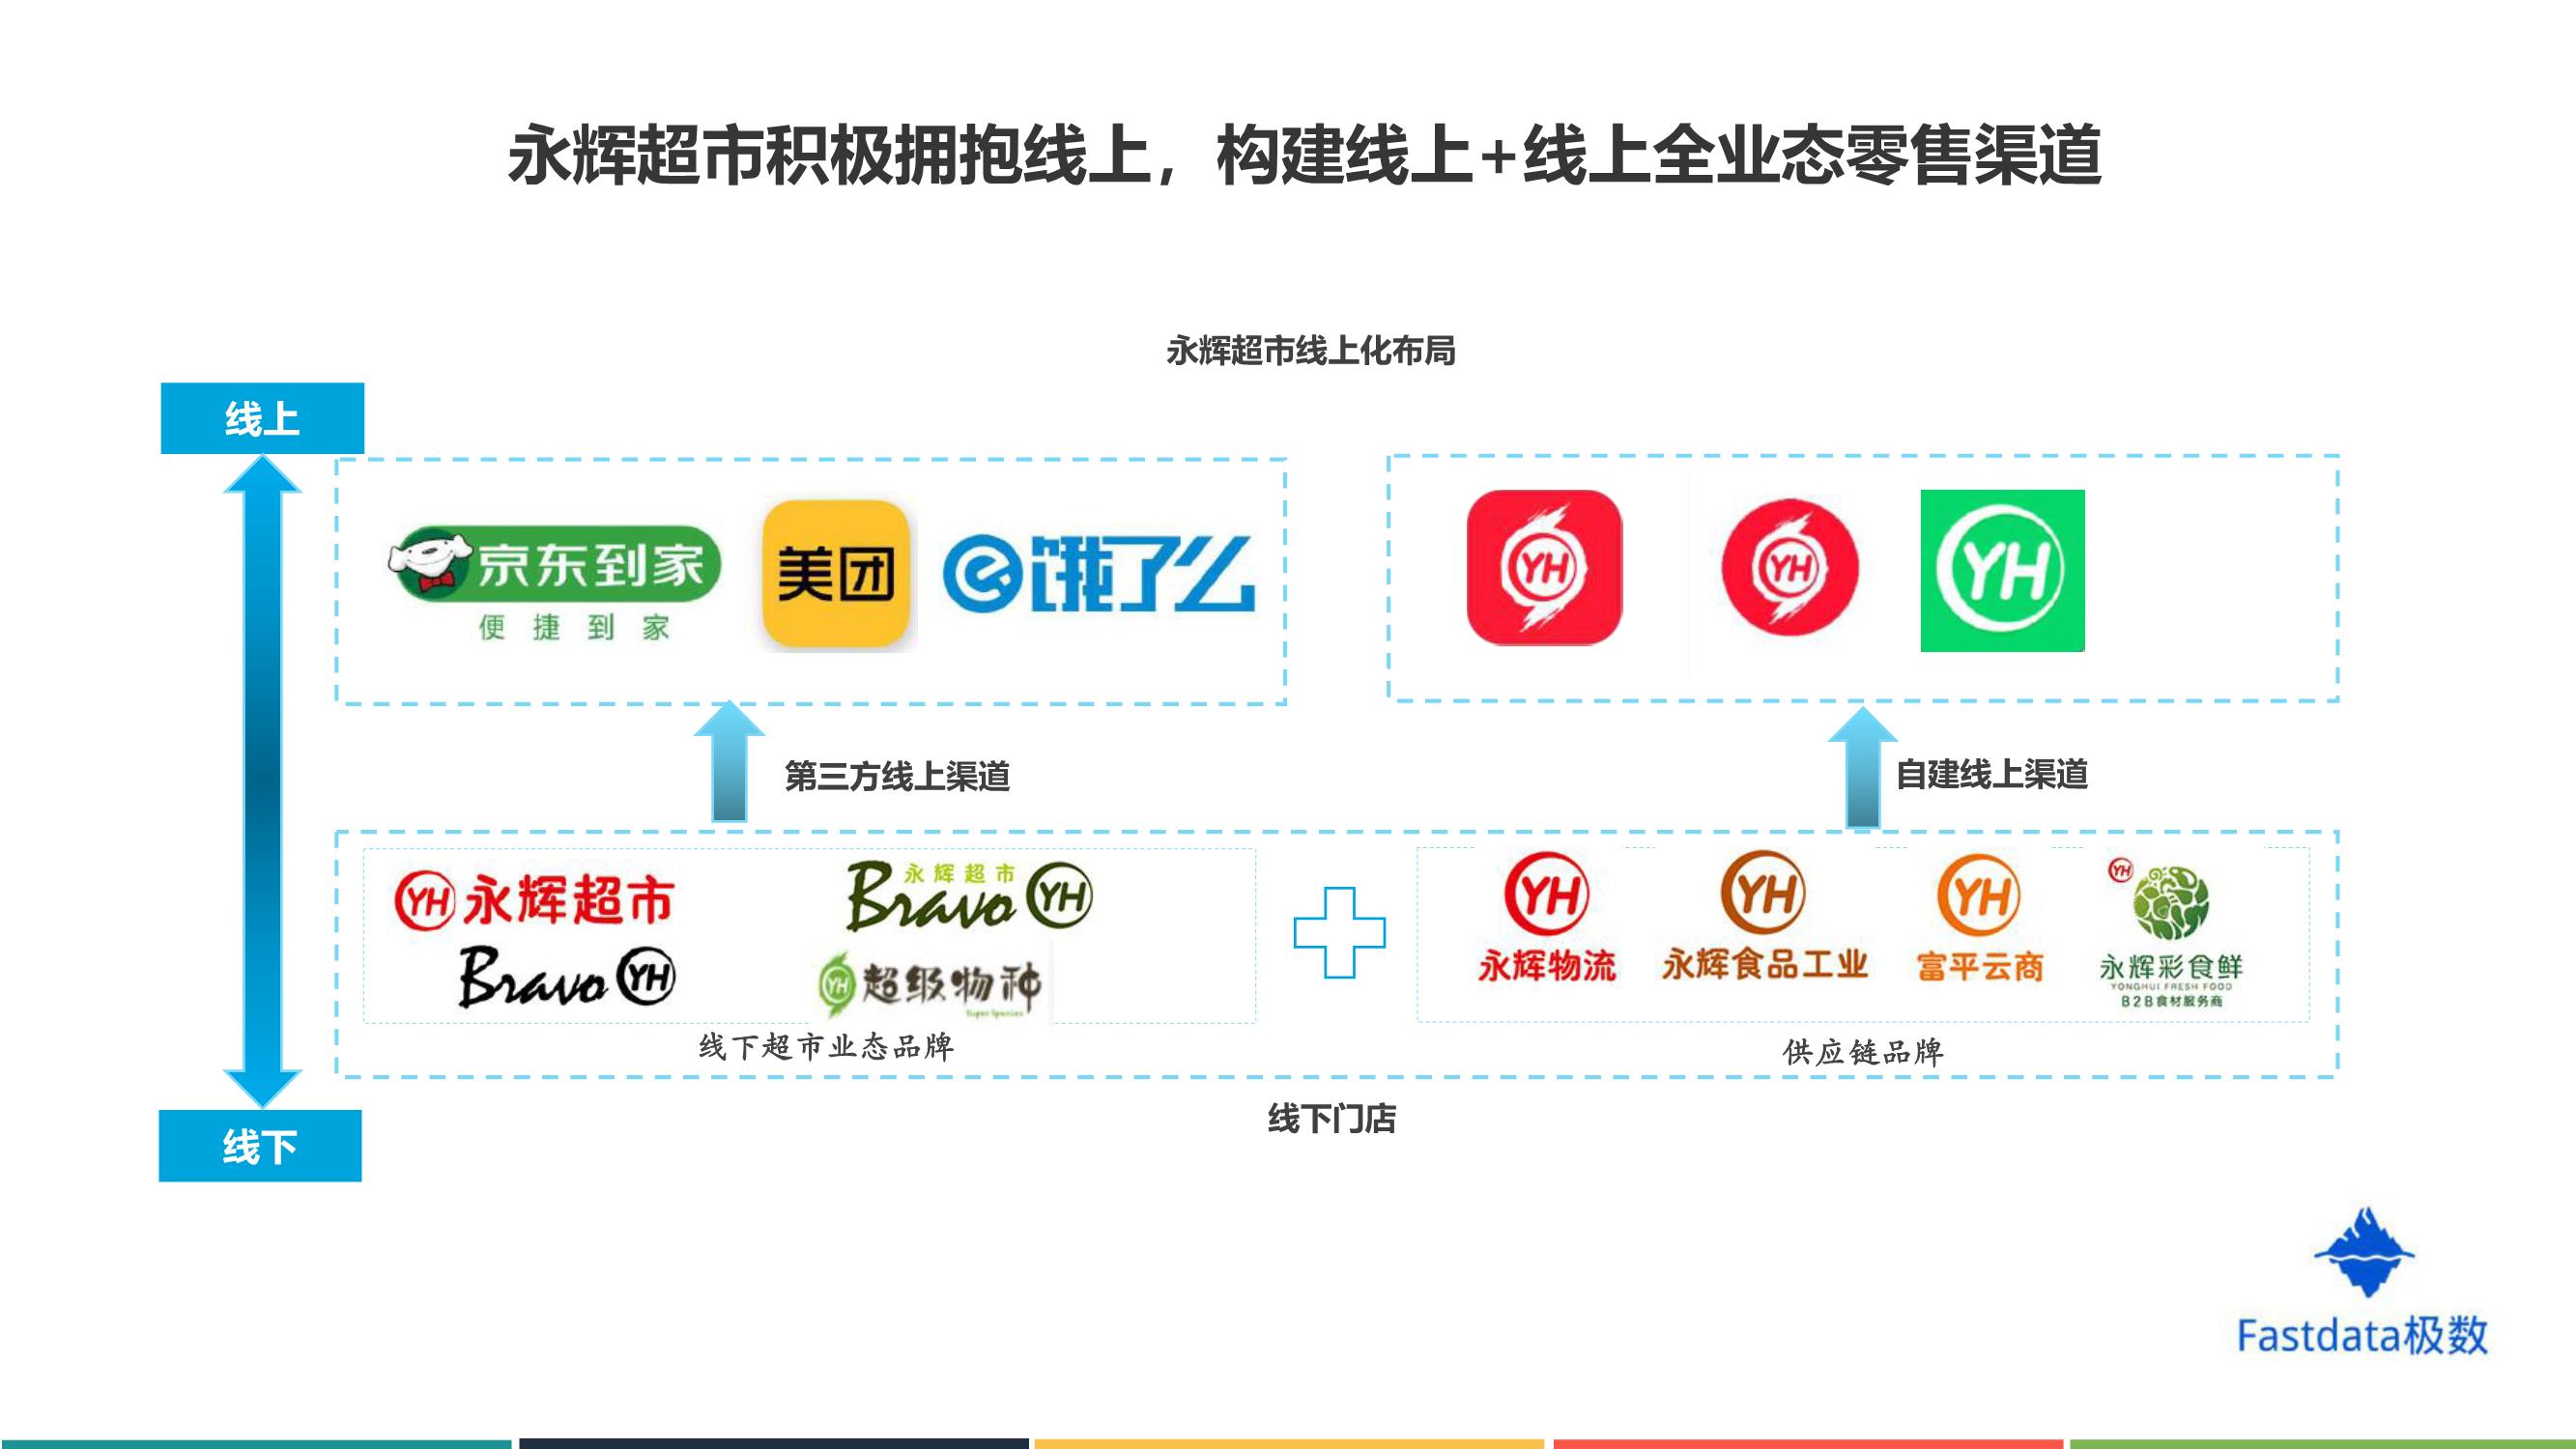 永辉超市积极拥抱线上，构建线上+线上全业态零售渠道
永辉超市线上化布局
线上
京东到家
便捷到家
美团
饿了么
YH
YH
YH
第三方线上渠道
自建线上渠道
YH 永辉超市
永辉超市
Bravo YH
Bravo YH
YH 超级物种
Super Species
线下超市业态品牌
YH
永辉物流
YH
永辉食品工业
YH
富平云商
YH
永辉彩食鲜
YONGHUI FRESH FOOD
B2B食材服务商
供应链品牌
线下门店
线下
Fastdata极数